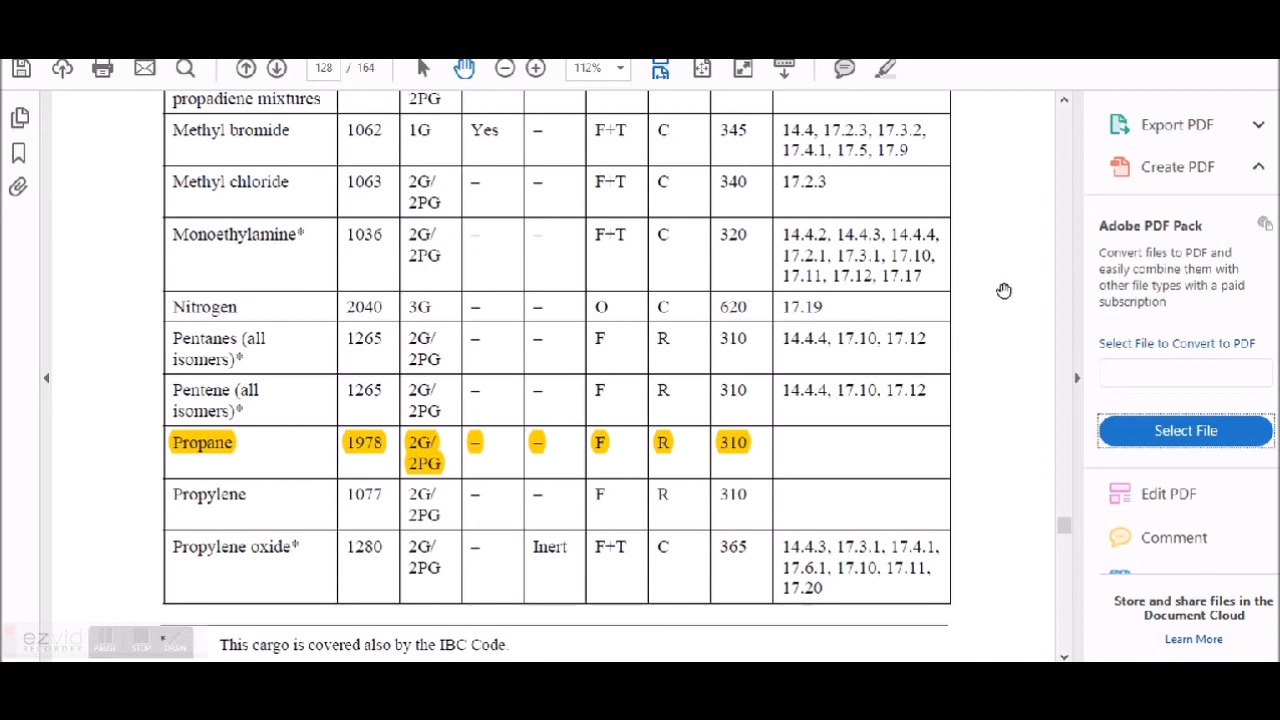 128 / 164
112%
propadiene mixtures 2PG
Methyl bromide 1062 1G Yes – F+T C 345 14.4, 17.2.3, 17.3.2,
17.4.1, 17.5, 17.9
Methyl chloride 1063 2G/ – – F+T C 340 17.2.3
2PG
Monoethylamine* 1036 2G/ – – F+T C 320 14.4.2, 14.4.3, 14.4.4,
2PG 17.2.1, 17.3.1, 17.10,
17.11, 17.12, 17.17
Nitrogen 2040 3G – – O C 620 17.19
Pentanes (all 1265 2G/ – – F R 310 14.4.4, 17.10, 17.12
isomers)* 2PG
Pentene (all 1265 2G/ – – F R 310 14.4.4, 17.10, 17.12
isomers)* 2PG
Propane 1978 2G/ – – F R 310
2PG
Propylene 1077 2G/ – – F R 310
2PG
Propylene oxide* 1280 2G/ – Inert F+T C 365 14.4.3, 17.3.1, 17.4.1,
2PG 17.6.1, 17.10, 17.11,
17.20
* This cargo is covered also by the IBC Code.
ezvid
RECORDER
PAUSE STOP DRAW
Export PDF
Create PDF
Adobe PDF Pack
Convert files to PDF and
easily combine them with
other file types with a paid
subscription
Select File to Convert to PDF
Select File
Edit PDF
Comment
Store and share files in the
Document Cloud
Learn More